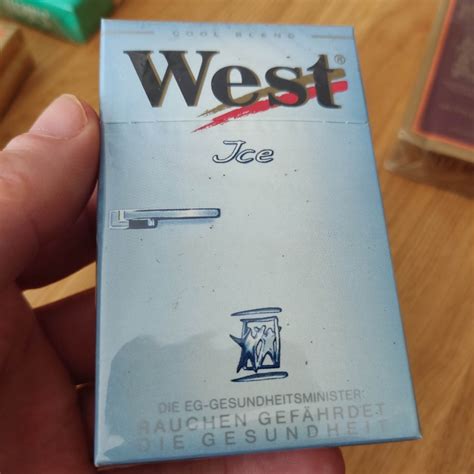 COOL BLEND
West®
Ice
DIE EG-GESUNDHEITSMINISTER:
RAUCHEN GEFÄHRDET
DIE GESUNDHEIT